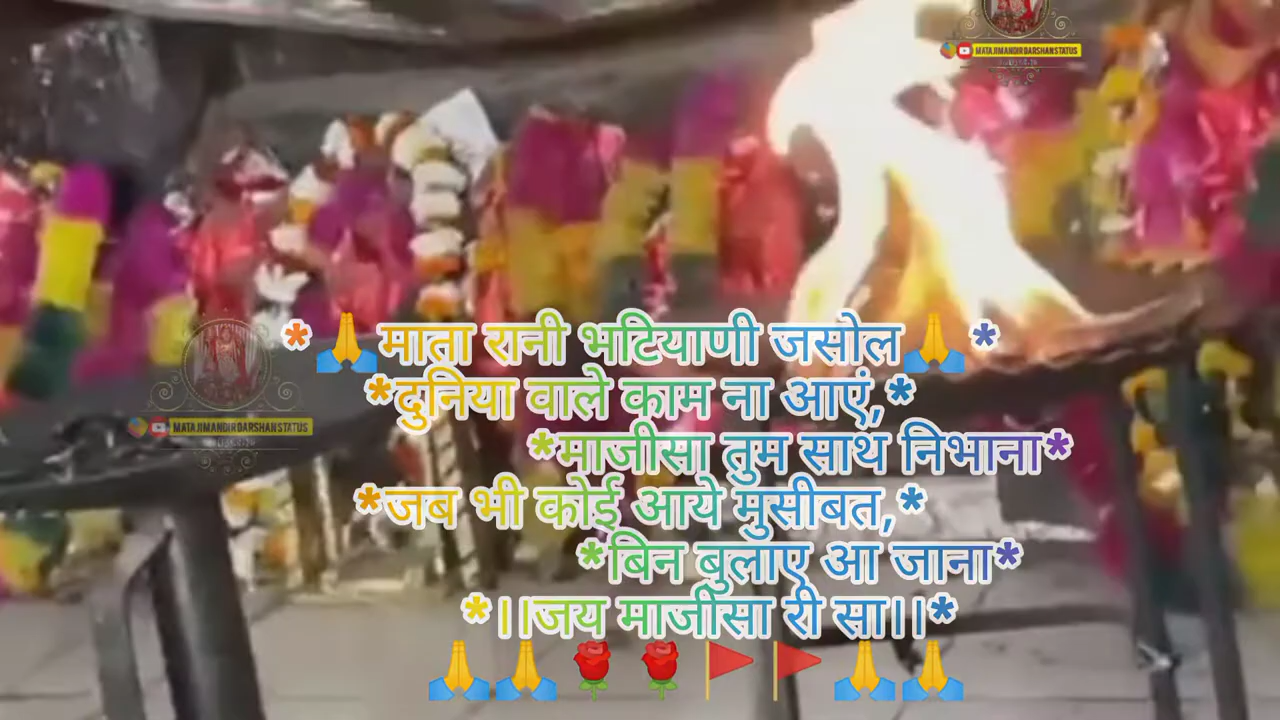 MATAJIMANDIRDARSHANSTATUS
*🙏माता रानी भटियाणी जसोल🙏*
*दुनिया वाले काम ना आएं,*
MATAJIMANDIRDARSHANSTATUS
*माजीसा तुम साथ निभाना*
*जब भी कोई आये मुसीबत,*
*बिन बुलाए आ जाना*
*||जय माजीसा री सा||*
🙏🙏🌹🌹🚩🚩🙏🙏